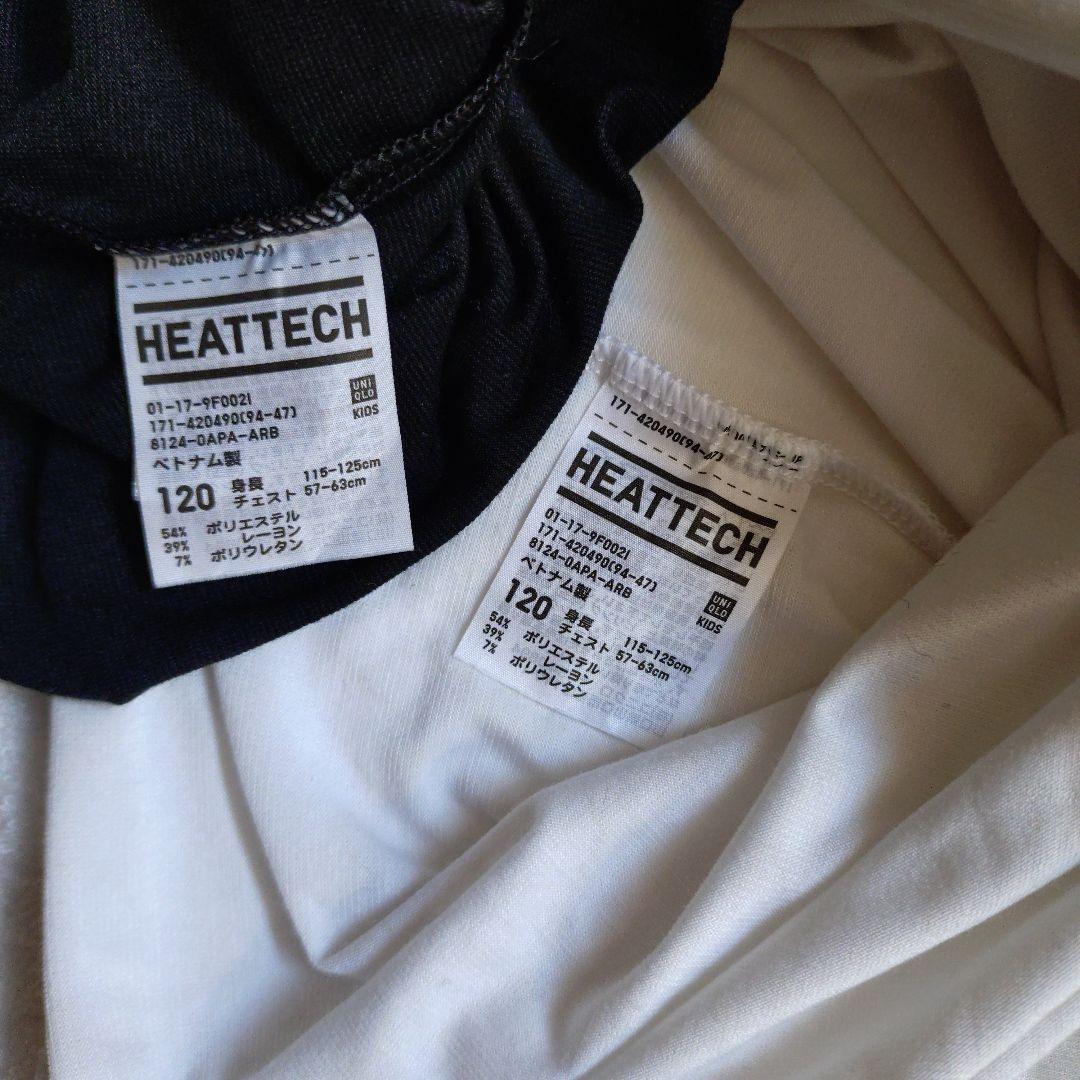 171-420490(94-47)
HEATTECH
UNI
QLO
KIDS
01-17-9F002I
171-420490(94-47)
8124-0APA-ARB
ベトナム製
120 身長 115-125cm
チェスト 57-63cm
54% ポリエステル
39% レーヨン
7% ポリウレタン
171-420490(94-
HEATTECH
01-17-9F002I
171-420490(94-47)
8124-0APA-ARB
ベトナム製
UNI
QLO
KIDS
120 身長 115-125cm
チェスト 57-63cm
54% ポリエステル
39% レーヨン
7% ポリウレタン